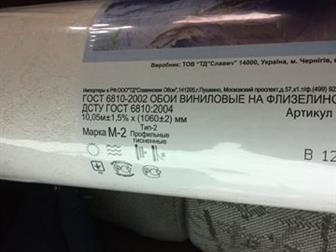 Виробник: ТОВ "ТД"Славич" 14000, Україна, м. Чернігів,
Импортеры в РФ:ООО"ТД"Славянские Обои",141205,г.Пушкино, Московский проспект,д.57,к1.т/ф.(499) 92
ГОСТ 6810-2002 ОБОИ ВИНИЛОВЫЕ НА ФЛИЗЕЛИНО
ДСТУ ГОСТ 6810:2004
10,05м±1,5% х (1060±2) мм
Артикул
Марка М-2
Тип-2
Профильные
тисненные
В 12